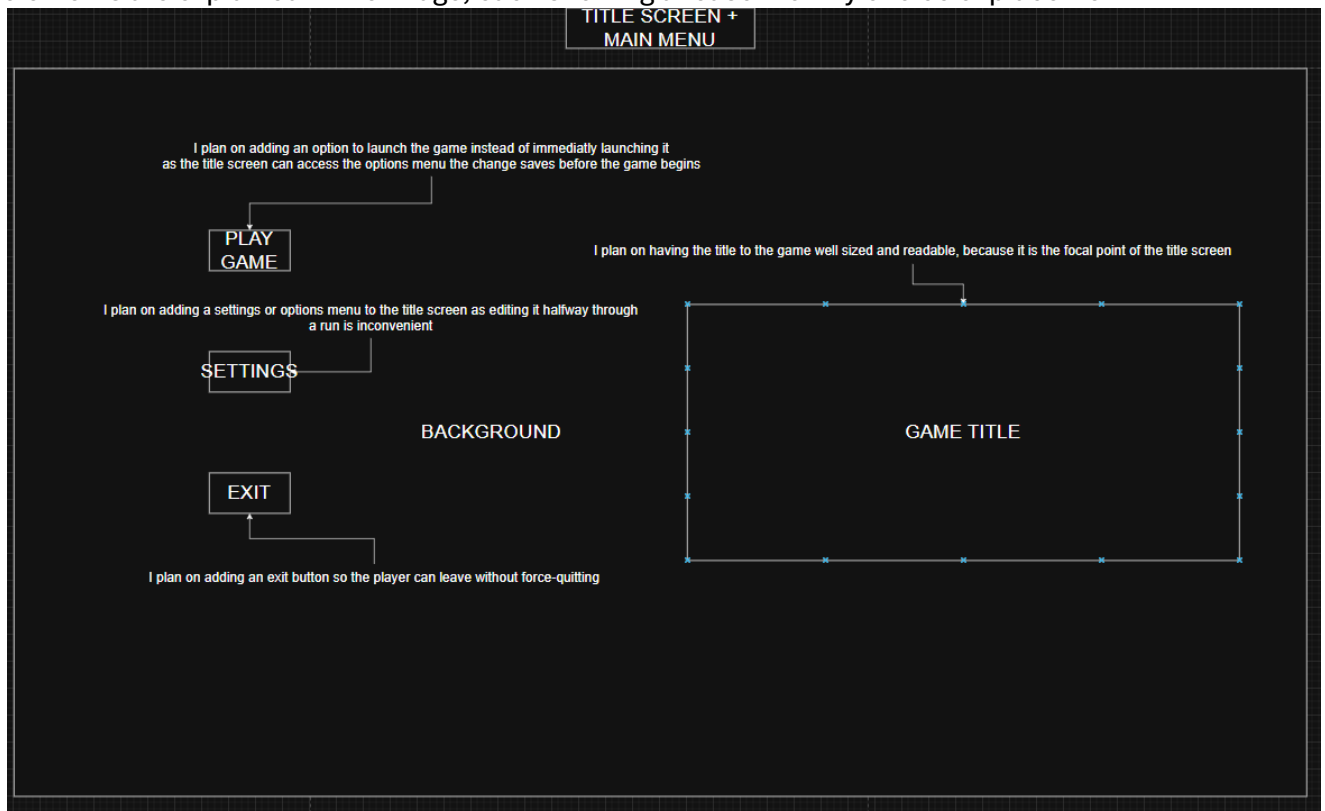 TITLE SCREEN +
MAIN MENU
I plan on adding an option to launch the game instead of immediatly launching it
as the title screen can access the options menu the change saves before the game begins
PLAY
GAME
I plan on having the title to the game well sized and readable, because it is the focal point of the title screen
I plan on adding a settings or options menu to the title screen as editing it halfway through
a run is inconvenient
SETTINGS
BACKGROUND
GAME TITLE
EXIT
I plan on adding an exit button so the player can leave without force-quitting